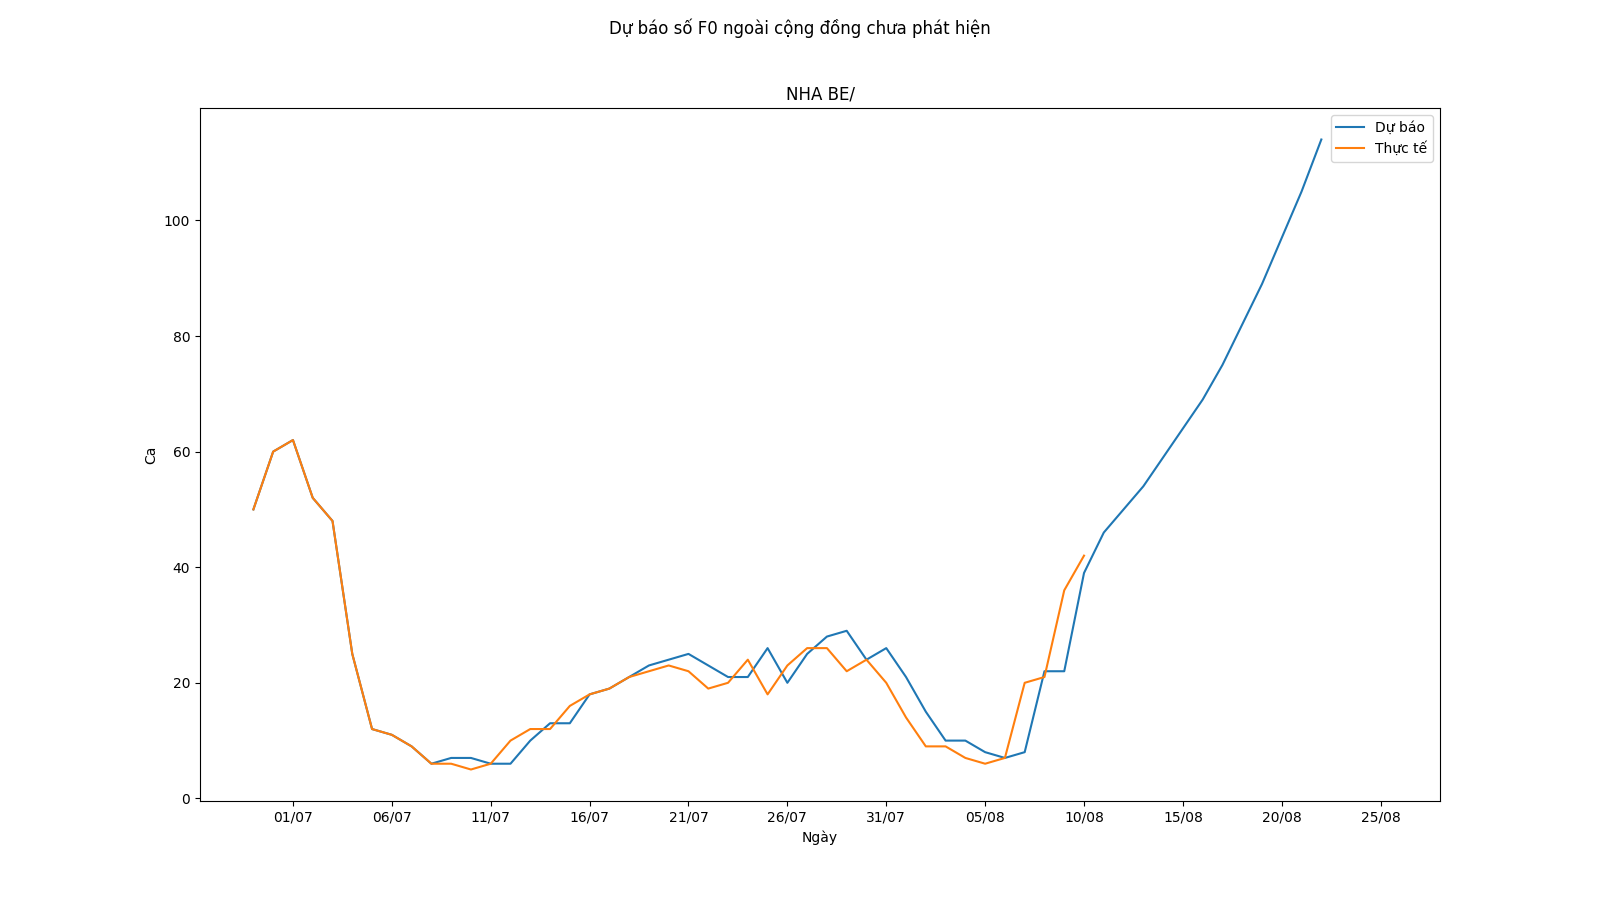 Dự báo số F0 ngoài cộng đồng chưa phát hiện
NHA BE/
Dự báo
Thực tế
100
80
60
40
20
0
Ca
01/07 06/07 11/07 16/07 21/07 26/07 31/07 05/08 10/08 15/08 20/08 25/08
Ngày